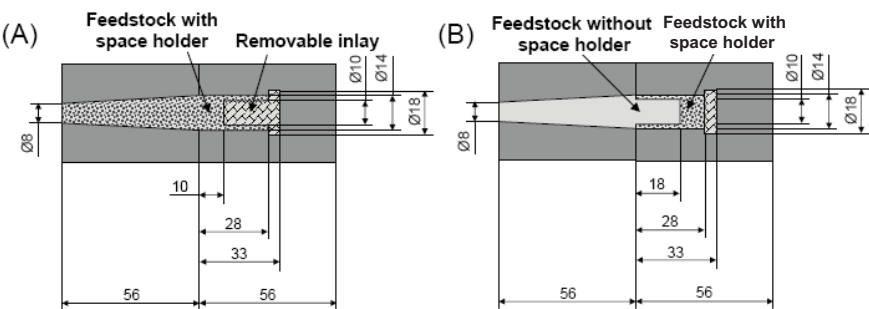 (A)
Feedstock with
space holder
Removable inlay
Ø10
Ø14
Ø18
Ø8
10
28
33
56
56
(B)
Feedstock without
space holder
Feedstock with
space holder
Ø10
Ø14
Ø18
Ø8
18
28
33
56
56